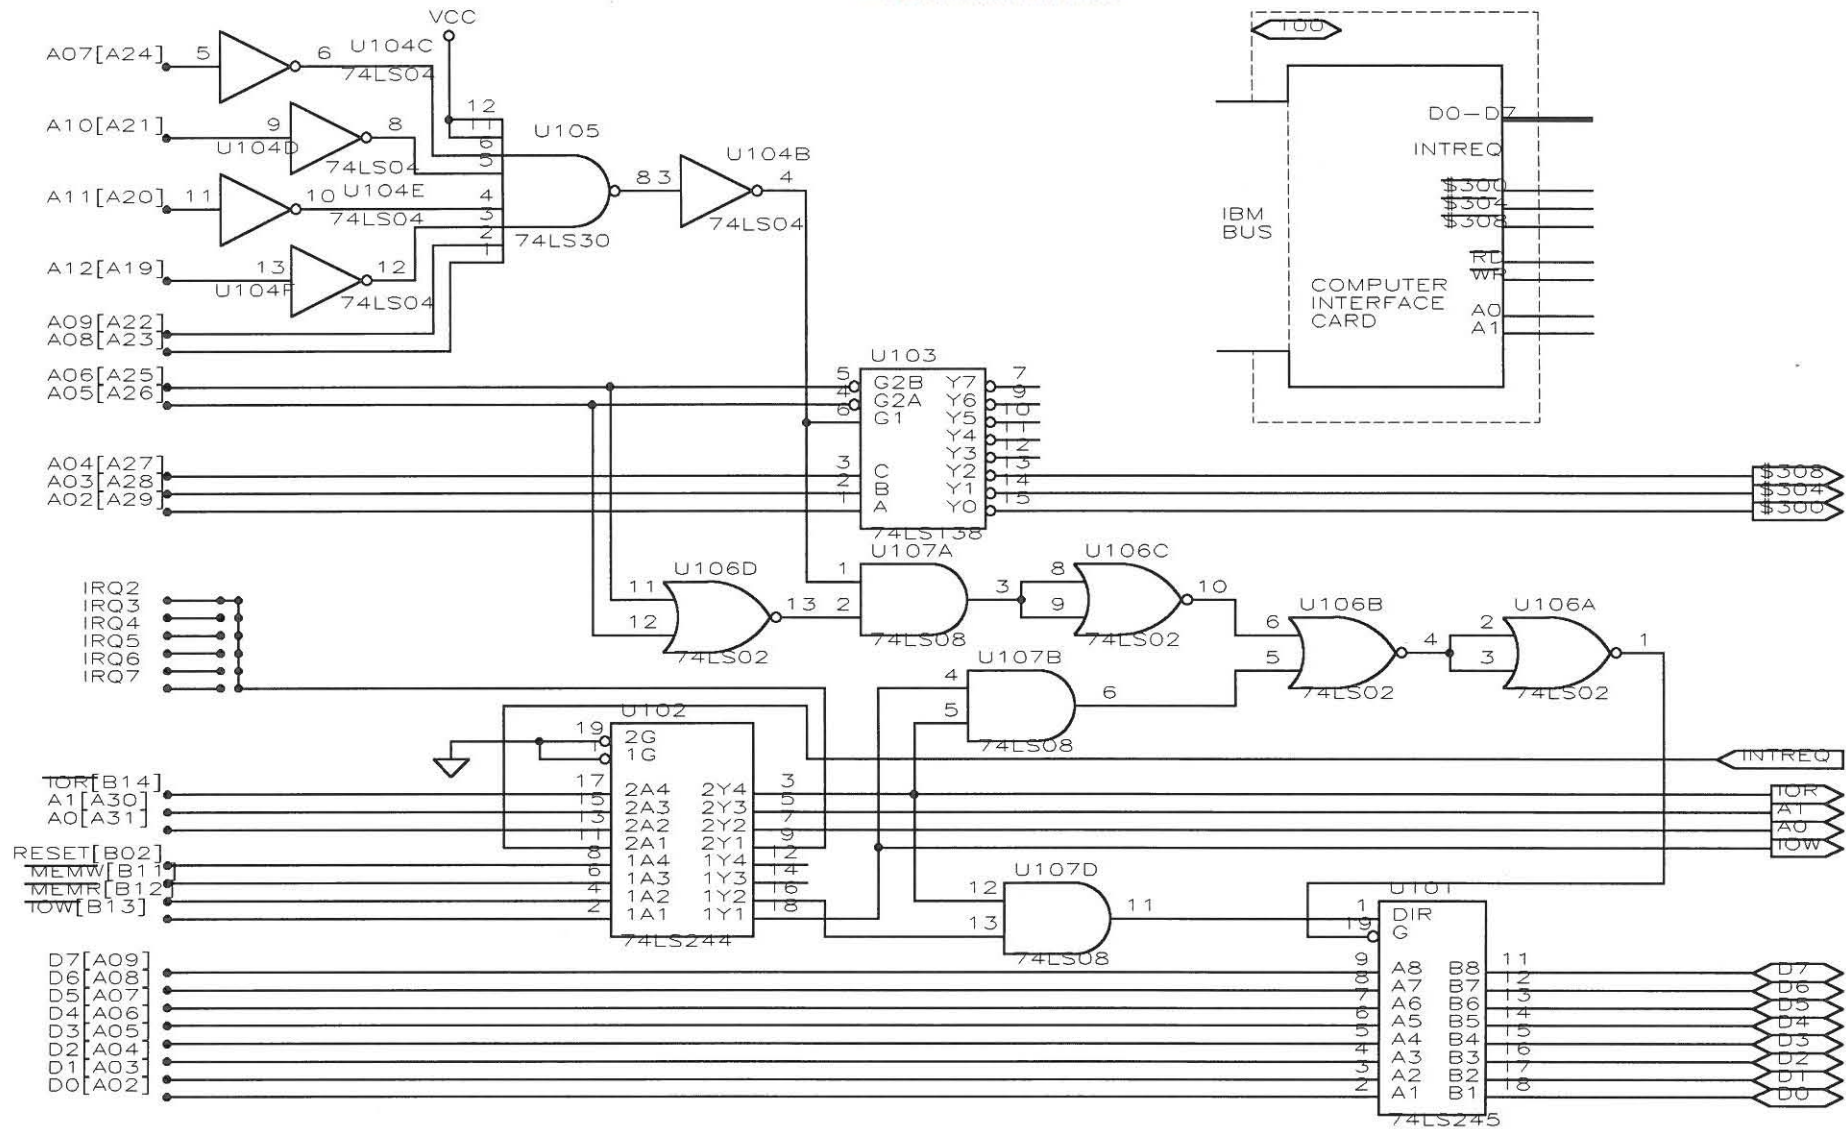 VCC
A07[A24]
5
6
U104C
74LS04
A10[A21]
9
8
U104D
74LS04
A11[A20]
11
10
U104E
74LS04
A12[A19]
13
12
U104F
74LS04
A09[A22]
A08[A23]
12
11
6
5
4
3
2
1
U105
74LS30
8
3
U104B
4
74LS04
100
IBM
BUS
D0-D7
INTREQ
$300
$304
$308
RD
WR
A0
A1
COMPUTER
INTERFACE
CARD
A06[A25]
A05[A26]
A04[A27]
A03[A28]
A02[A29]
U103
5
4
6
3
2
1
G2B
G2A
G1
C
B
A
Y7
Y6
Y5
Y4
Y3
Y2
Y1
Y0
7
9
10
11
12
13
14
15
74LS138
$308
$304
$300
IRQ2
IRQ3
IRQ4
IRQ5
IRQ6
IRQ7
U106D
11
12
13
74LS02
U107A
1
2
3
74LS08
U106C
8
9
10
74LS02
U106B
6
5
4
74LS02
U106A
2
3
1
74LS02
U107B
4
5
6
74LS08
U102
19
1
17
15
13
11
8
6
4
2
2G
1G
2A4
2A3
2A2
2A1
1A4
1A3
1A2
1A1
2Y4
2Y3
2Y2
2Y1
1Y4
1Y3
1Y2
1Y1
3
5
7
9
12
14
16
18
74LS244
IOR[B14]
A1[A30]
A0[A31]
RESET[B02]
MEMW[B11]
MEMR[B12]
IOW[B13]
INTREQ
IOR
A1
A0
IOW
U107D
12
13
11
74LS08
U101
1
19
DIR
G
9
8
7
6
5
4
3
2
A8
A7
A6
A5
A4
A3
A2
A1
B8
B7
B6
B5
B4
B3
B2
B1
11
12
13
14
15
16
17
18
74LS245
D7[A09]
D6[A08]
D5[A07]
D4[A06]
D3[A05]
D2[A04]
D1[A03]
D0[A02]
D7
D6
D5
D4
D3
D2
D1
D0